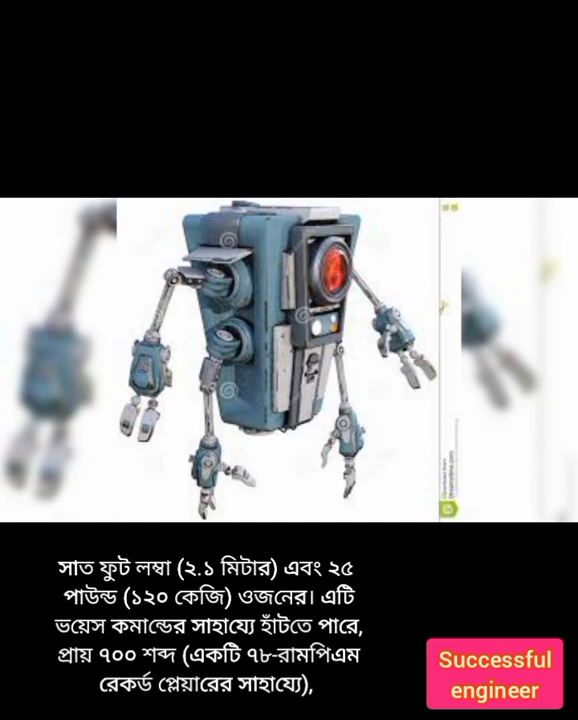 সাত ফুট লম্বা (২.১ মিটার) এবং ২৫
পাউন্ড (১২০ কেজি) ওজনের। এটি
ভয়েস কমান্ডের সাহায্যে হাঁটতে পারে,
প্রায় ৭০০ শব্দ (একটি ৭৮-রামপিএম
রেকর্ড প্লেয়ারের সাহায্যে),
Successful
engineer